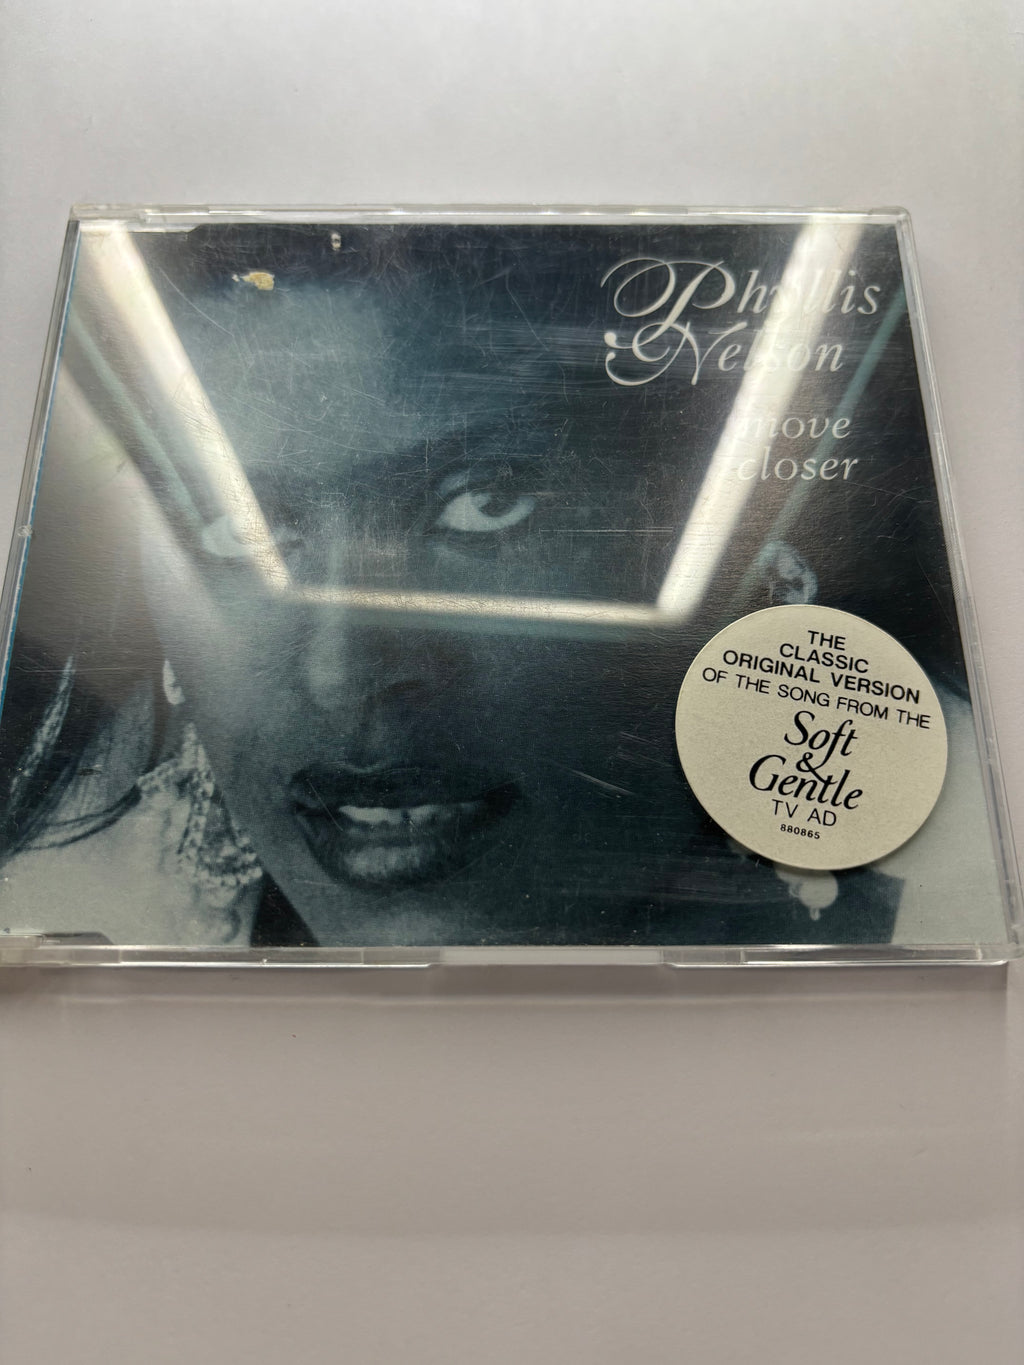 Phyllis
Nelson
move
closer
THE
CLASSIC
ORIGINAL VERSION
OF THE SONG FROM THE
Soft
&
Gentle
TV AD
880865